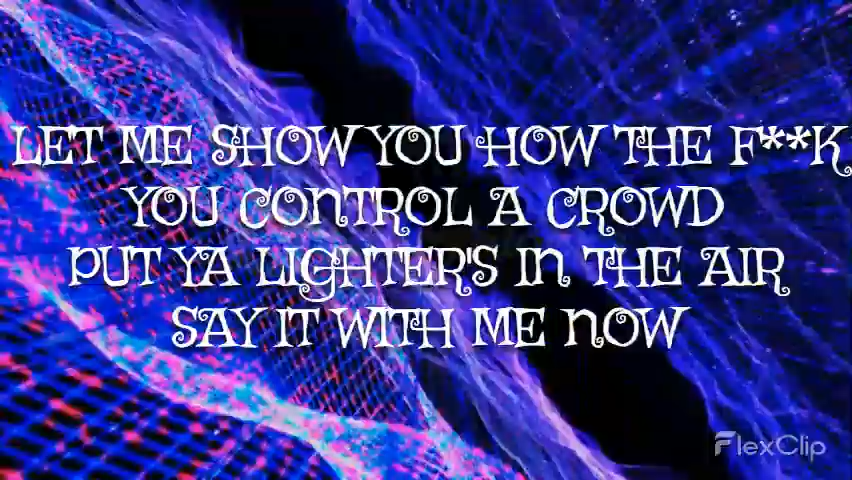 LET ME SHOW YOU HOW THE F**K
YOU CONTROL A CROWD
PUT YA LIGHTER'S IN THE AIR
SAY IT WITH ME NOW
FlexClip